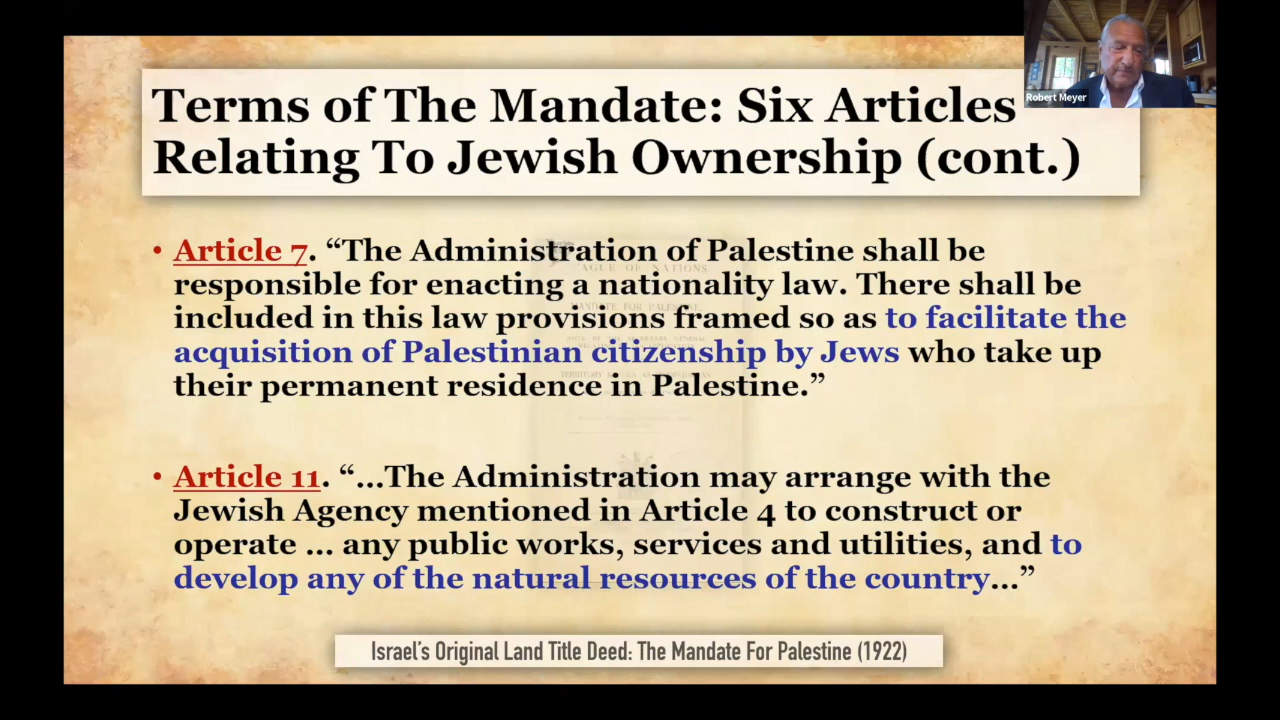 Robert Meyer
Terms of The Mandate: Six Articles
Relating To Jewish Ownership (cont.)
• Article 7. “The Administration of Palestine shall be
responsible for enacting a nationality law. There shall be
included in this law provisions framed so as to facilitate the
acquisition of Palestinian citizenship by Jews who take up
their permanent residence in Palestine.”
• Article 11. “...The Administration may arrange with the
Jewish Agency mentioned in Article 4 to construct or
operate ... any public works, services and utilities, and to
develop any of the natural resources of the country...”
Israel's Original Land Title Deed: The Mandate For Palestine (1922)